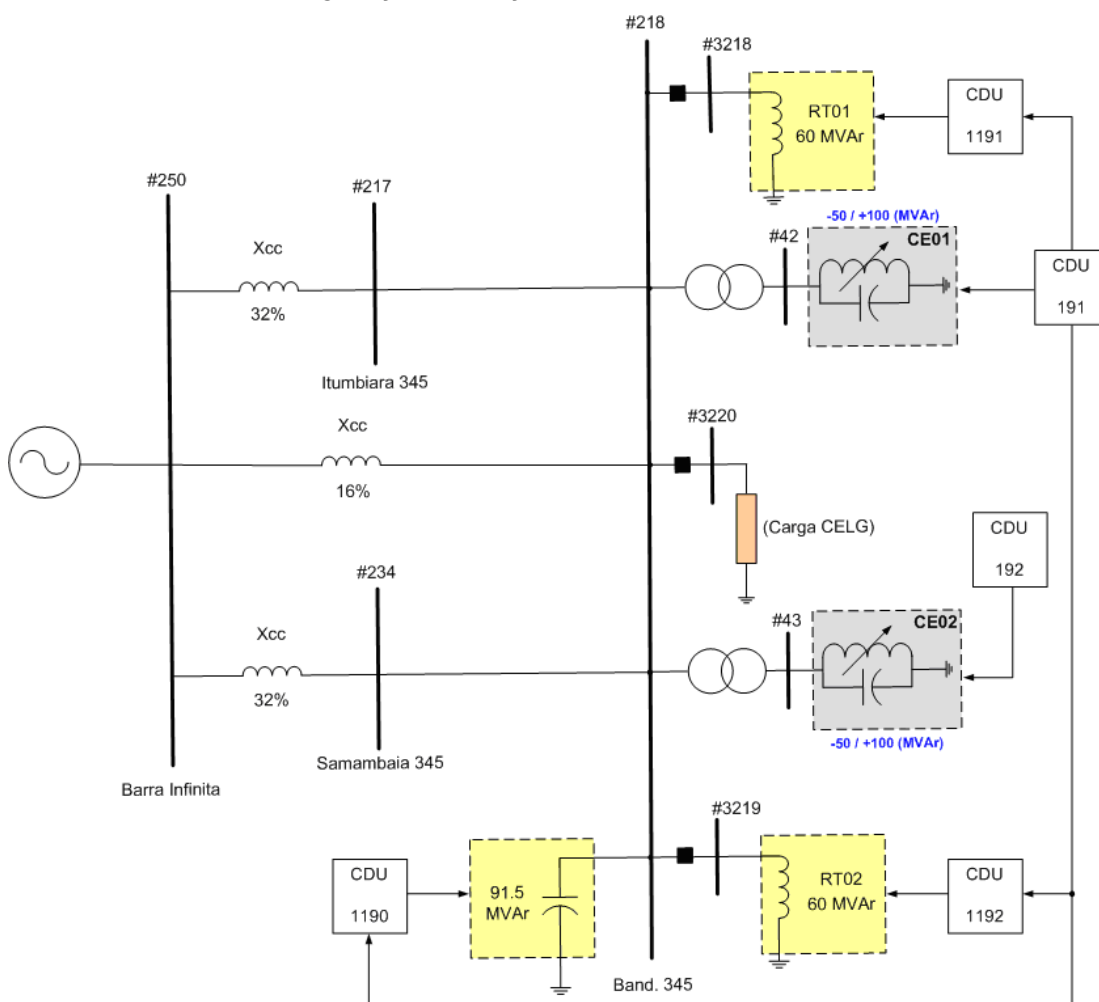 #218
#3218
RT01
60 MVAr
CDU
1191
#250
#217
-50 / +100 (MVAr)
#42
CE01
CDU
191
Xcc
32%
Itumbiara 345
#3220
Xcc
16%
(Carga CELG)
CDU
192
#234
#43
CE02
Xcc
32%
-50 / +100 (MVAr)
Samambaia 345
Barra Infinita
#3219
CDU
1190
91.5
MVAr
RT02
60 MVAr
CDU
1192
Band. 345